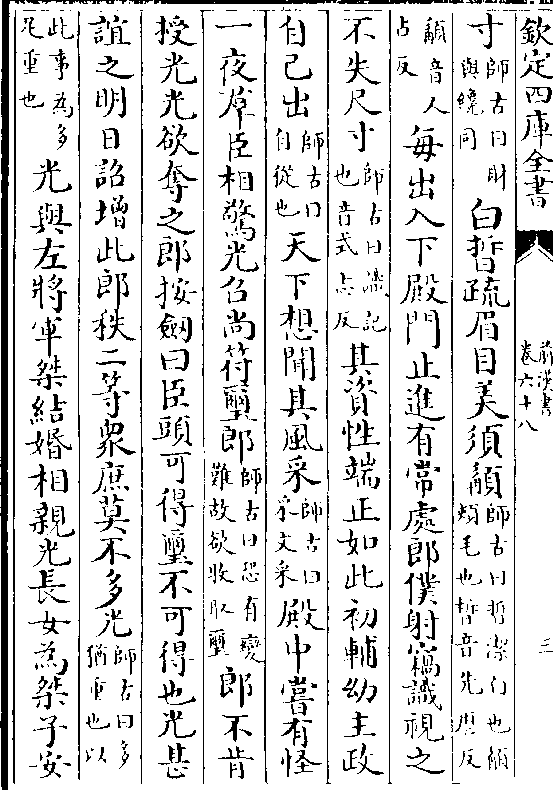 欽定四庫全書
前漢書
卷六十八
三
寸師古曰財與纔同白晳疏眉目美須䫇師古曰晳潔白也䫇頰毛也晳音先歴反
䫇音人占反每出入下殿門止進有常處郎僕射竊識視之
不失尺寸師古曰識記也音式志反其資性端正如此初輔幼主政
自己出師古曰自從也天下想聞其風采師古曰采文采殿中嘗有怪
一夜羣臣相驚光召尚符璽郎師古曰恐有變難故欲收取璽郎不肯
授光光欲奪之郎按劒曰臣頭可得璽不可得也光甚
誼之明日詔增此郎秩二等衆庶莫不多光師古曰多猶重也以
此事為多足重也光與左將軍桀結婚相親光長女為桀子安